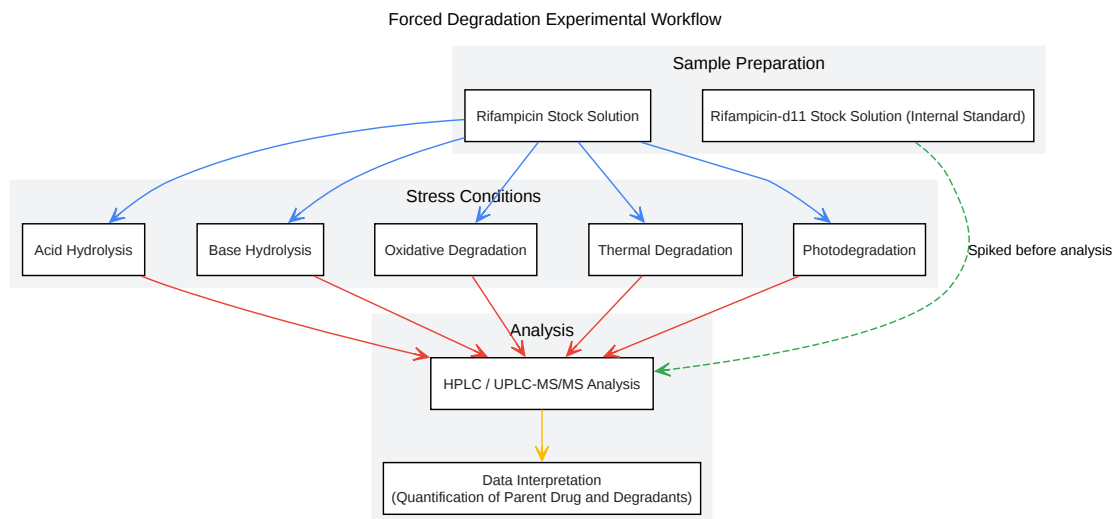 Forced Degradation Experimental Workflow
Sample Preparation
Rifampicin Stock Solution
Rifampicin-d11 Stock Solution (Internal Standard)
Stress Conditions
Acid Hydrolysis
Base Hydrolysis
Oxidative Degradation
Thermal Degradation
Photodegradation
Spiked before analysis
Analysis
HPLC / UPLC-MS/MS Analysis
Data Interpretation
(Quantification of Parent Drug and Degradants)